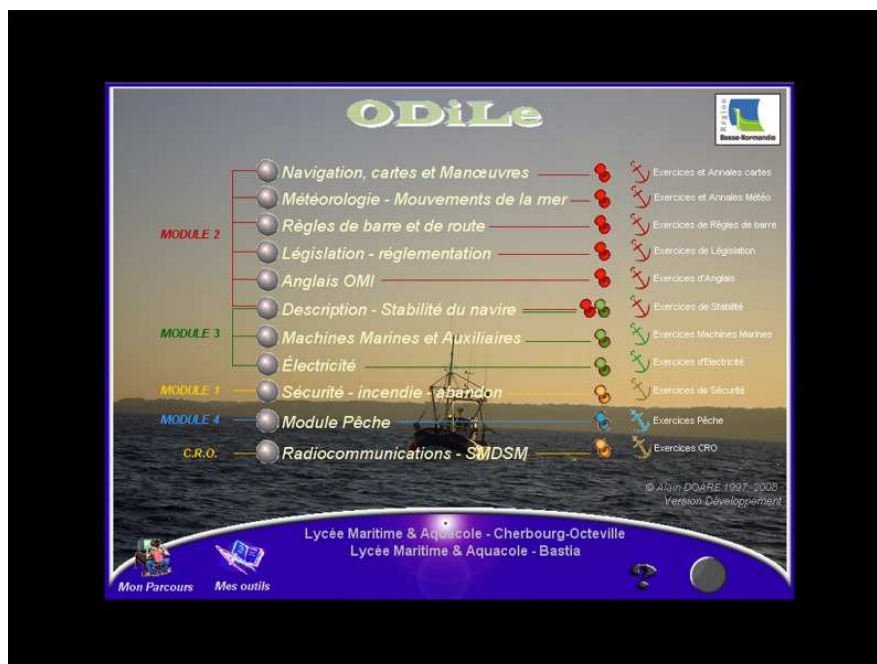 ODiLe
Région
Basse-Normandie
Navigation, cartes et Manœuvres
Exercices et Annales cartes
Météorologie - Mouvements de la mer
Exercices et Annales Météo
MODULE 2
Règles de barre et de route
Exercices de Règles de barre
Législation - réglementation
Exercices de Législation
Anglais OMI
Exercices d'Anglais
Description - Stabilité du navire
Exercices de Stabilité
MODULE 3
Machines Marines et Auxiliaires
Exercices Machines Marines
Électricité
Exercices d'Electricité
MODULE 1
Sécurité - incendie - abandon
Exercices de Sécurité
MODULE 4
Module Pêche
Exercices Pêche
C.R.O.
Radiocommunications - SMDSM
Exercices CRO
© Alain DOARE 1997-2008
Version Développement
Lycée Maritime & Aquacole - Cherbourg-Octeville
Lycée Maritime & Aquacole - Bastia
Mon Parcours
Mes outils
?